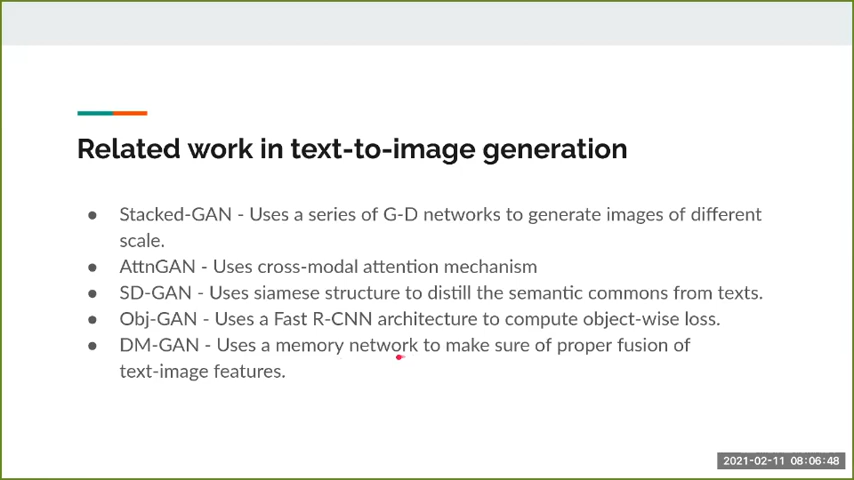 Related work in text-to-image generation
● Stacked-GAN - Uses a series of G-D networks to generate images of different
scale.
● AttnGAN - Uses cross-modal attention mechanism
● SD-GAN - Uses siamese structure to distill the semantic commons from texts.
● Obj-GAN - Uses a Fast R-CNN architecture to compute object-wise loss.
● DM-GAN - Uses a memory network to make sure of proper fusion of
text-image features.
2021-02-11 08:06:48